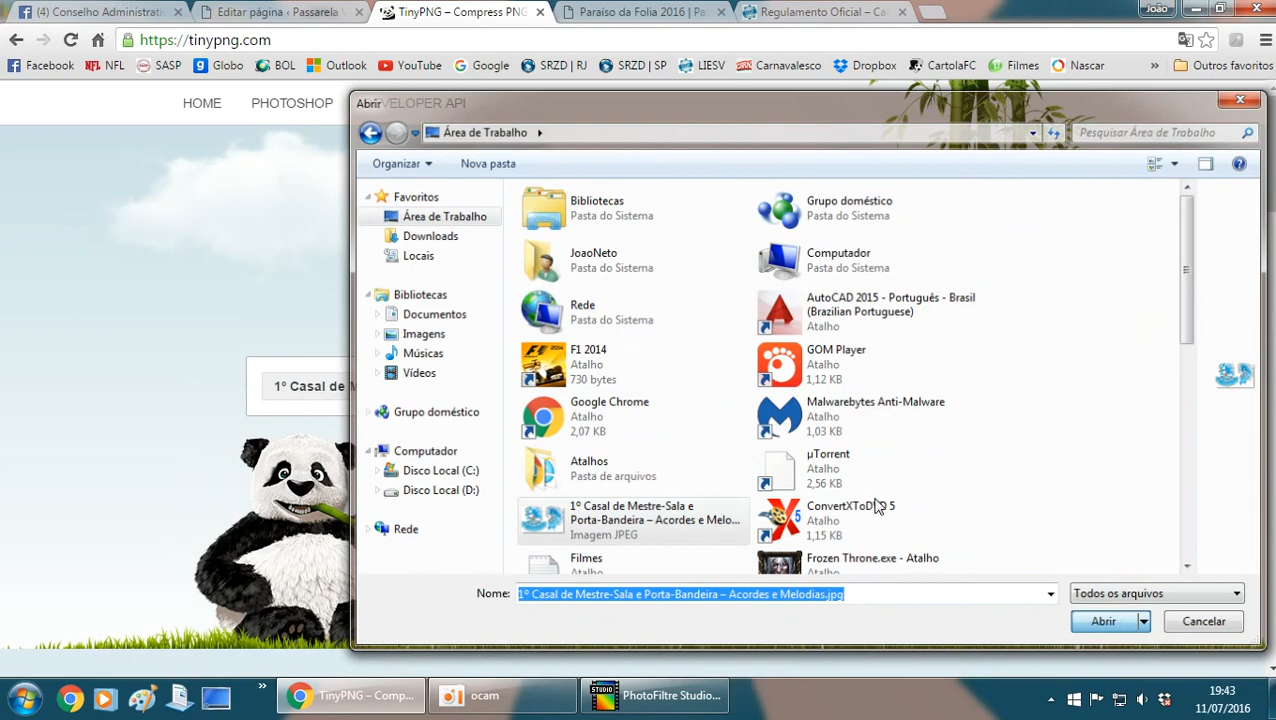 (4) Conselho Administrati
Editar página ‹ Passarela
TinyPNG – Compress PNG
Paraíso da Folia 2016 | Pas
Regulamento Oficial – Ca
João
https://tinypng.com
Facebook
NFL
SASP
Globo
BOL
Outlook
YouTube
Google
SRZD | RJ
SRZD | SP
LIESV
Carnavalesco
Dropbox
CartolaFC
Filmes
Nascar
»
Outros favoritos
HOME
PHOTOSHOP
DEVELOPER API
Abrir
Área de Trabalho
Pesquisar Área de Trabalho
Organizar
Nova pasta
Favoritos
Área de Trabalho
Downloads
Locais
Bibliotecas
Documentos
Imagens
Músicas
Vídeos
Grupo doméstico
Computador
Disco Local (C:)
Disco Local (D:)
Rede
Bibliotecas
Pasta do Sistema
Grupo doméstico
Pasta do Sistema
JoaoNeto
Pasta do Sistema
Computador
Pasta do Sistema
Rede
Pasta do Sistema
AutoCAD 2015 - Português - Brasil
(Brazilian Portuguese)
Atalho
F1 2014
Atalho
730 bytes
GOM Player
Atalho
1,12 KB
Google Chrome
Atalho
2,07 KB
Malwarebytes Anti-Malware
Atalho
1,03 KB
Atalhos
Pasta de arquivos
µTorrent
Atalho
2,56 KB
1º Casal de Mestre-Sala e
Porta-Bandeira – Acordes e Melo...
Imagem JPEG
ConvertXToDVD 5
Atalho
1,15 KB
Filmes
Atalho
Frozen Throne.exe - Atalho
Atalho
1º Casal de M
Nome:
1º Casal de Mestre-Sala e Porta-Bandeira – Acordes e Melodias.jpg
Todos os arquivos
Abrir
Cancelar
»
TinyPNG – Comp...
ocam
STUDIO
PhotoFiltre Studio...
19:43
11/07/2016